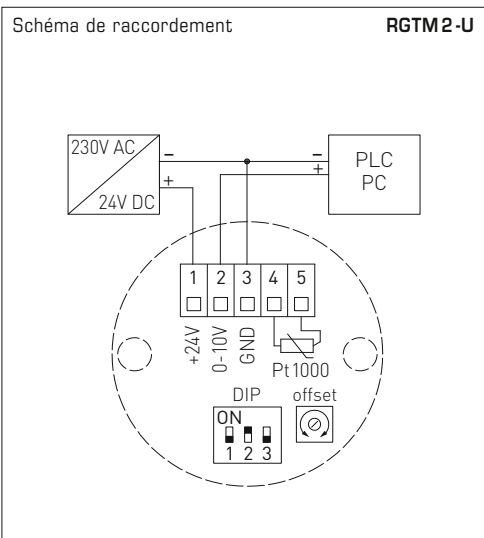 Schéma de raccordement RGTM 2-U
230V AC
24V DC
–
+
–
+
PLC
PC
1 2 3 4 5
+24V
0-10V
GND
Pt1000
DIP offset
ON
1 2 3